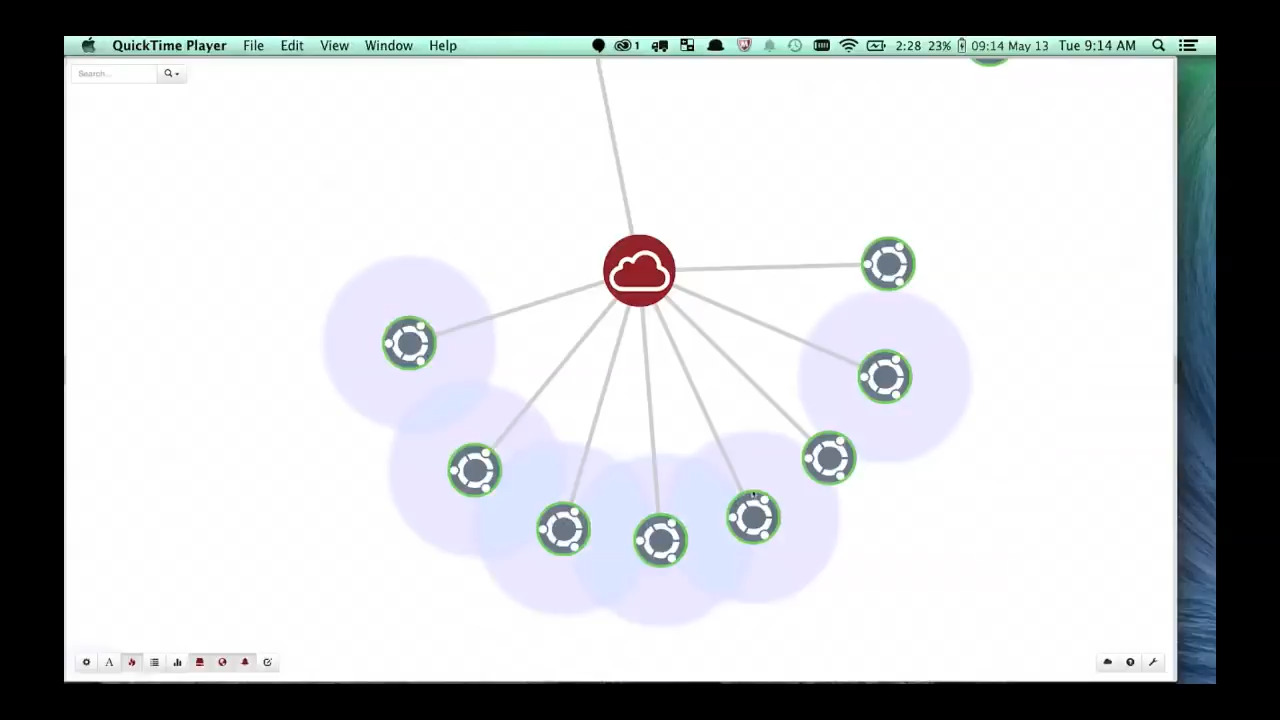 QuickTime Player File Edit View Window Help 1 2:28 23% 09:14 May 13 Tue 9:14 AM
Search...
A